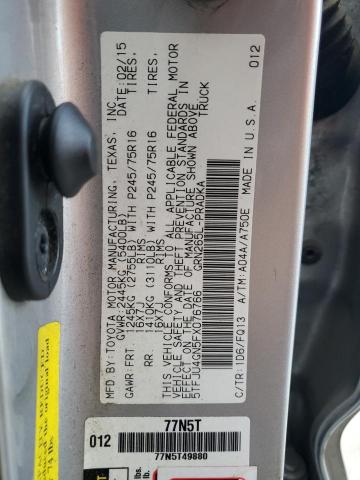 MFD. BY:
TOYOTA MOTOR MANUFACTURING, TEXAS, INC.
DATE: 02/15
GVWR: 2445KG (5400LB)
GAWR: FRT. 1245KG (2755LB) WITH P245/75R16 TIRES,
16X7J RIMS
RR. 1410KG (3110LB) WITH P245/75R16 TIRES,
16X7J RIMS
THIS VEHICLE CONFORMS TO ALL APPLICABLE FEDERAL MOTOR
VEHICLE SAFETY AND THEFT PREVENTION STANDARDS IN
EFFECT ON THE DATE OF MANUFACTURE SHOWN ABOVE.
5TFJU4GN5FX076766 TRUCK
GRN265L-PRADKA
C/TR: 1D6/FQ13 A/TM: A04A/A750E
MADE IN U.S.A.
012
77N5T
012
77N5T49880